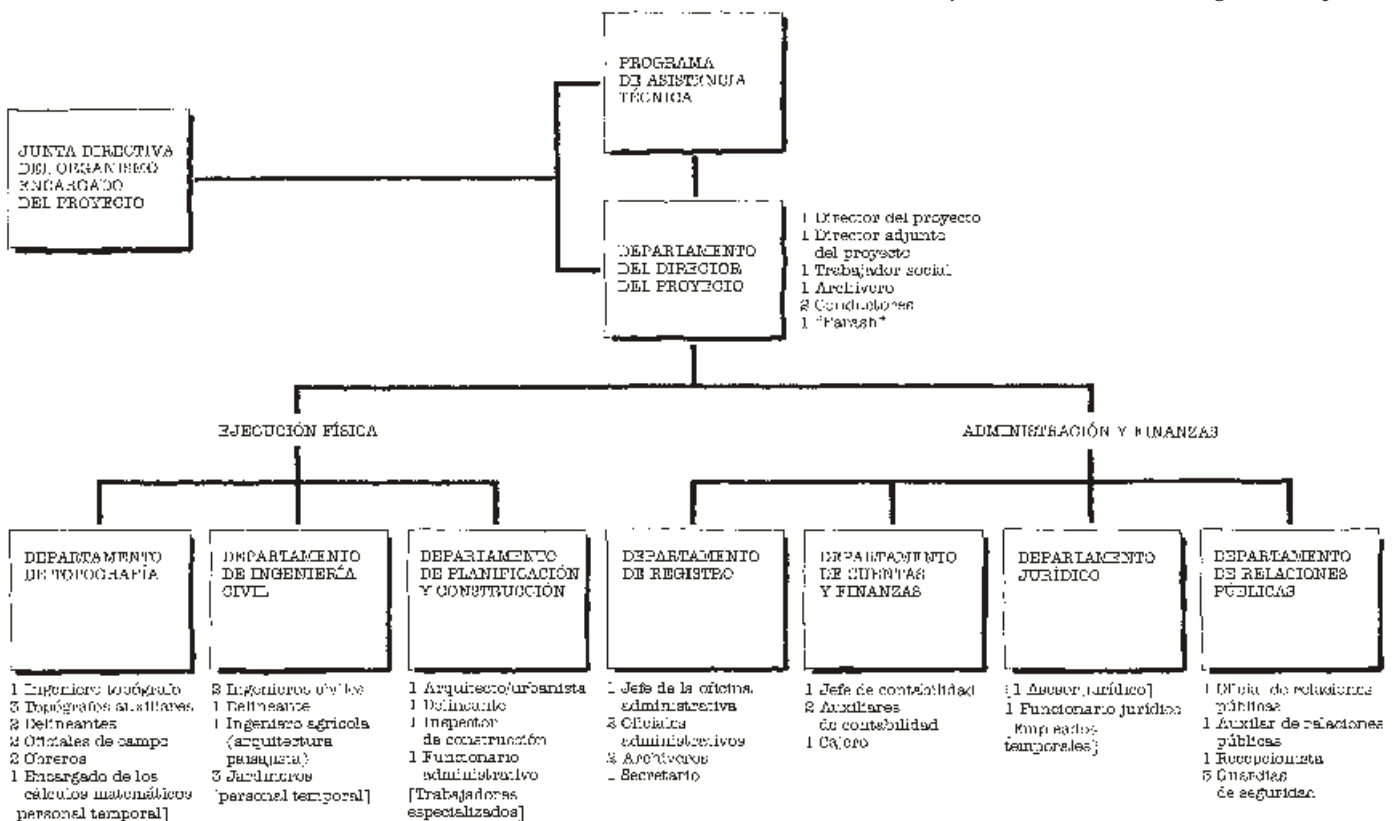 PROGRAMA
DE ASISTENCIA
TÉCNICA
JUNTA DIRECTIVA
DEL ORGANISMO
ENCARGADO
DEL PROYECTO
DEPARTAMENTO
DEL DIRECTOR
DEL PROYECTO
1 Director del proyecto
1 Director adjunto
del proyecto
1 Trabajador social
1 Archivero
2 Conductores
1 "Farash"
EJECUCIÓN FÍSICA
ADMINISTRACIÓN Y FINANZAS
DEPARTAMENTO
DE TOPOGRAFÍA
1 Ingeniero topógrafo
3 Topógrafos auxiliares
2 Delineantes
2 Oficiales de campo
2 Obreros
1 Encargado de los
cálculos matemáticos
personal temporal]
DEPARTAMENTO
DE INGENIERÍA
CIVIL
2 Ingenieros civiles
1 Delineante
1 Ingeniero agrícola
(arquitectura
paisajista)
3 Jardineros
[personal temporal]
DEPARTAMENTO
DE PLANIFICACIÓN
Y CONSTRUCCIÓN
1 Arquitecto/urbanista
1 Delineante
1 Inspector
de construcción
1 Funcionario
administrativo
[Trabajadores
especializados]
DEPARTAMENTO
DE REGISTRO
1 Jefe de la oficina
administrativa
Oficiales
administrativos
2 Archiveros
1 Secretario
DEPARTAMENTO
DE CUENTAS
Y FINANZAS
1 Jefe de contabilidad
2 Auxiliares
de contabilidad
1 Cajero
DEPARTAMENTO
JURÍDICO
[1 Asesor jurídico]
1 Funcionario jurídico
Empleados
temporales]
DEPARTAMENTO
DE RELACIONES
PÚBLICAS
1 Oficial de relaciones
públicas
1 Auxiliar de relaciones
públicas
1 Recepcionista
3 Guardias
de seguridad